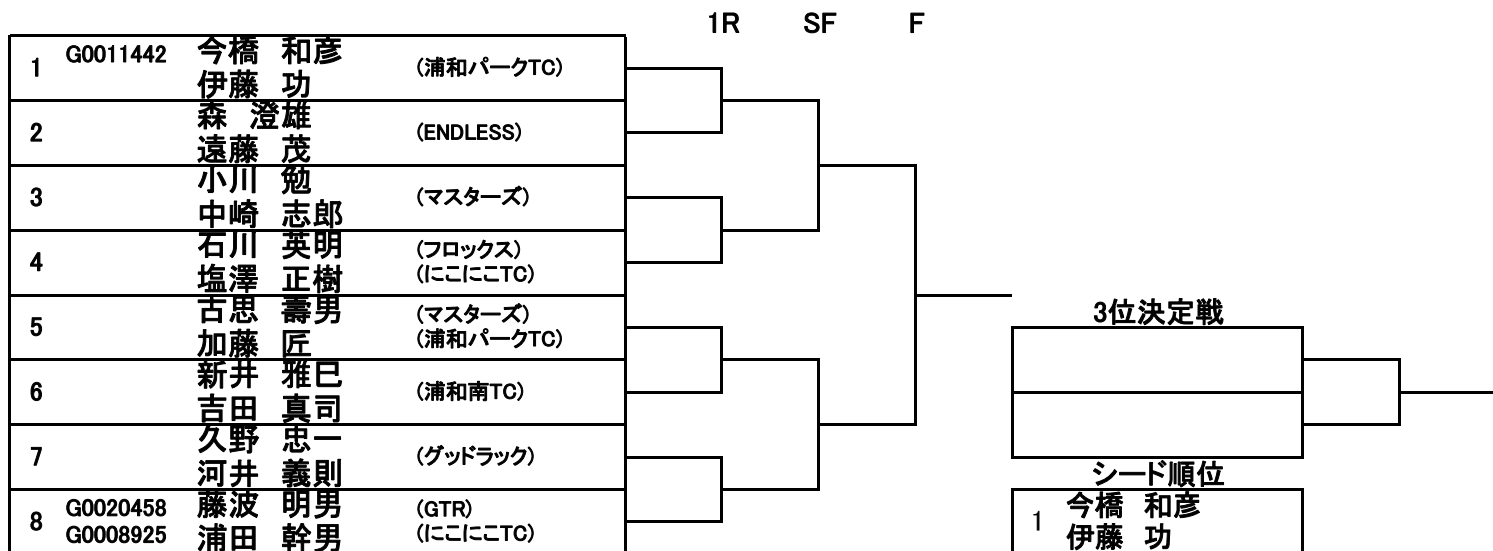 1R SF F
1 G0011442 今橋 和彦 (浦和パークTC)
伊藤 功
2 森 澄雄 (ENDLESS)
遠藤 茂
3 小川 勉 (マスターズ)
中崎 志郎
4 石川 英明 (フロックス)
塩澤 正樹 (にこにこTC)
5 古思 壽男 (マスターズ)
加藤 匠 (浦和パークTC)
6 新井 雅巳 (浦和南TC)
吉田 真司
7 久野 忠一 (グッドラック)
河井 義則
8 G0020458 藤波 明男 (GTR)
G0008925 浦田 幹男 (にこにこTC)
3位決定戦
シード順位
1 今橋 和彦
伊藤 功